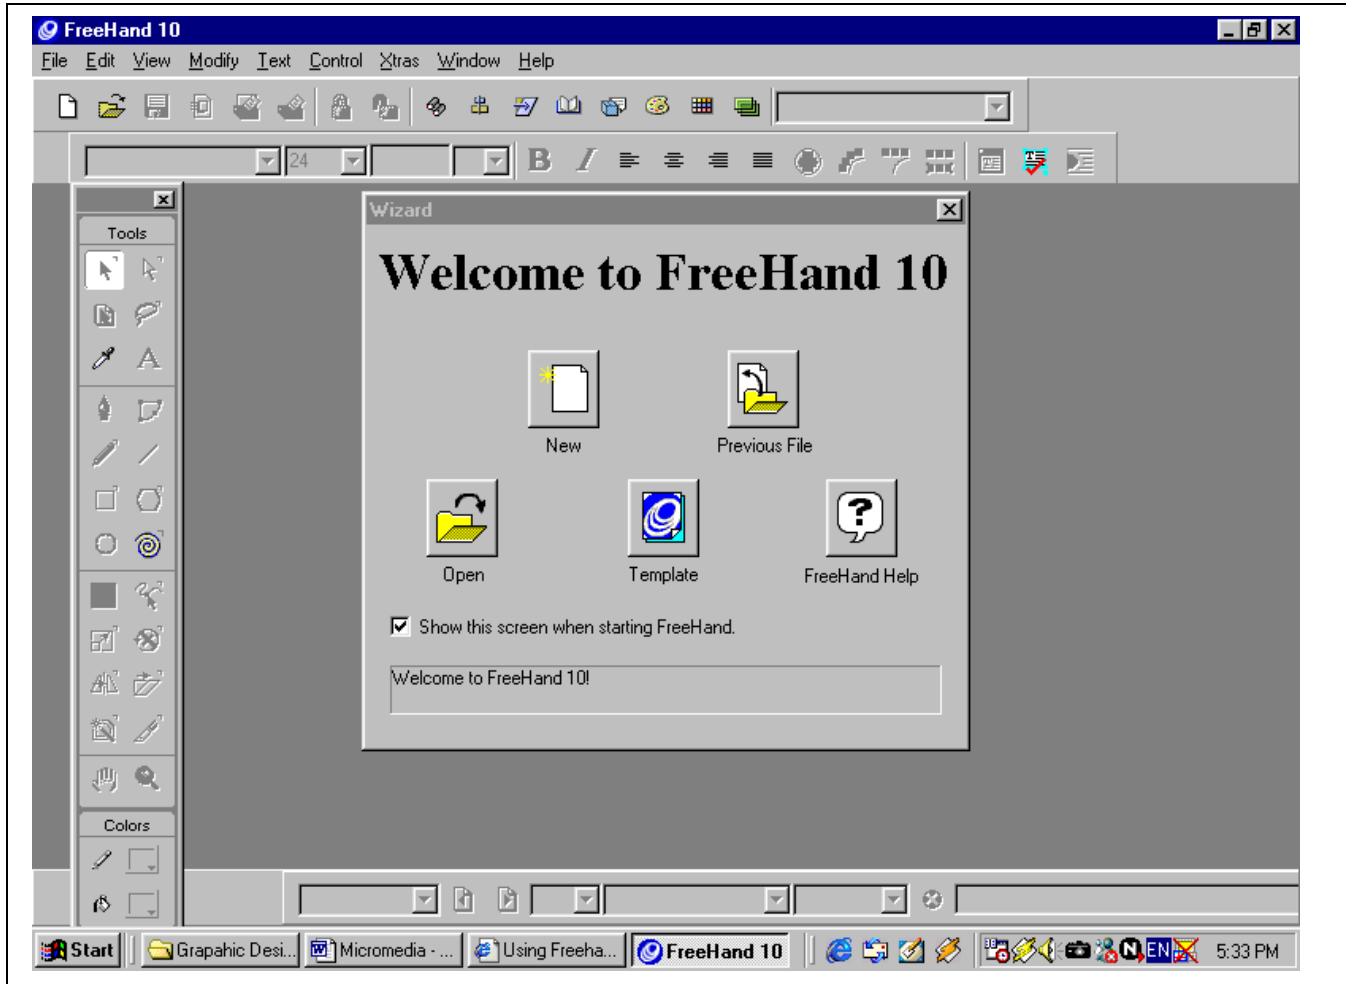 FreeHand 10
File Edit View Modify Text Control Xtras Window Help
24 B I
Tools
A
Wizard
Welcome to FreeHand 10
New Previous File
Open Template FreeHand Help
Show this screen when starting FreeHand.
Welcome to FreeHand 10!
Colors
Start Grapahic Desi... Micromedia - ... Using Freeha... FreeHand 10 N EN 5:33 PM